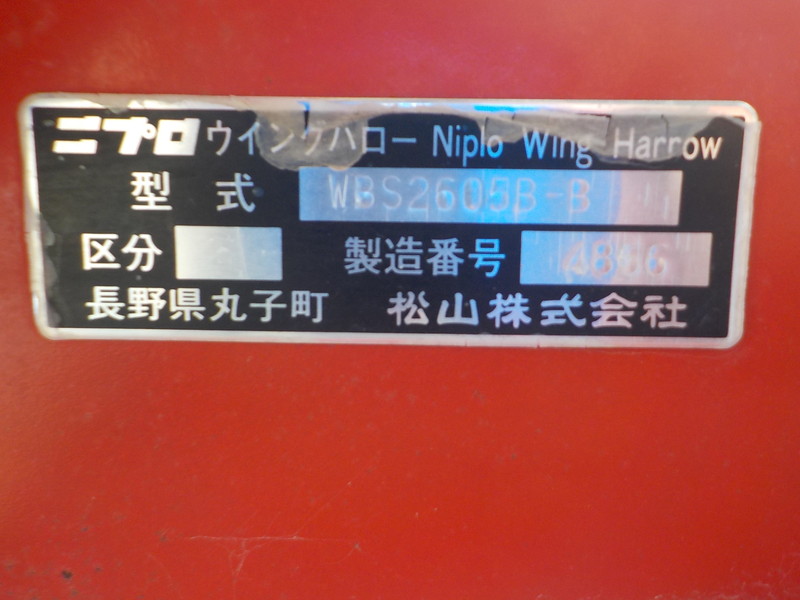 ニプロ ウイングハロー Niplo Wing Harrow
型式 WBS2605B-B
区分 製造番号
長野県丸子町 松山株式会社